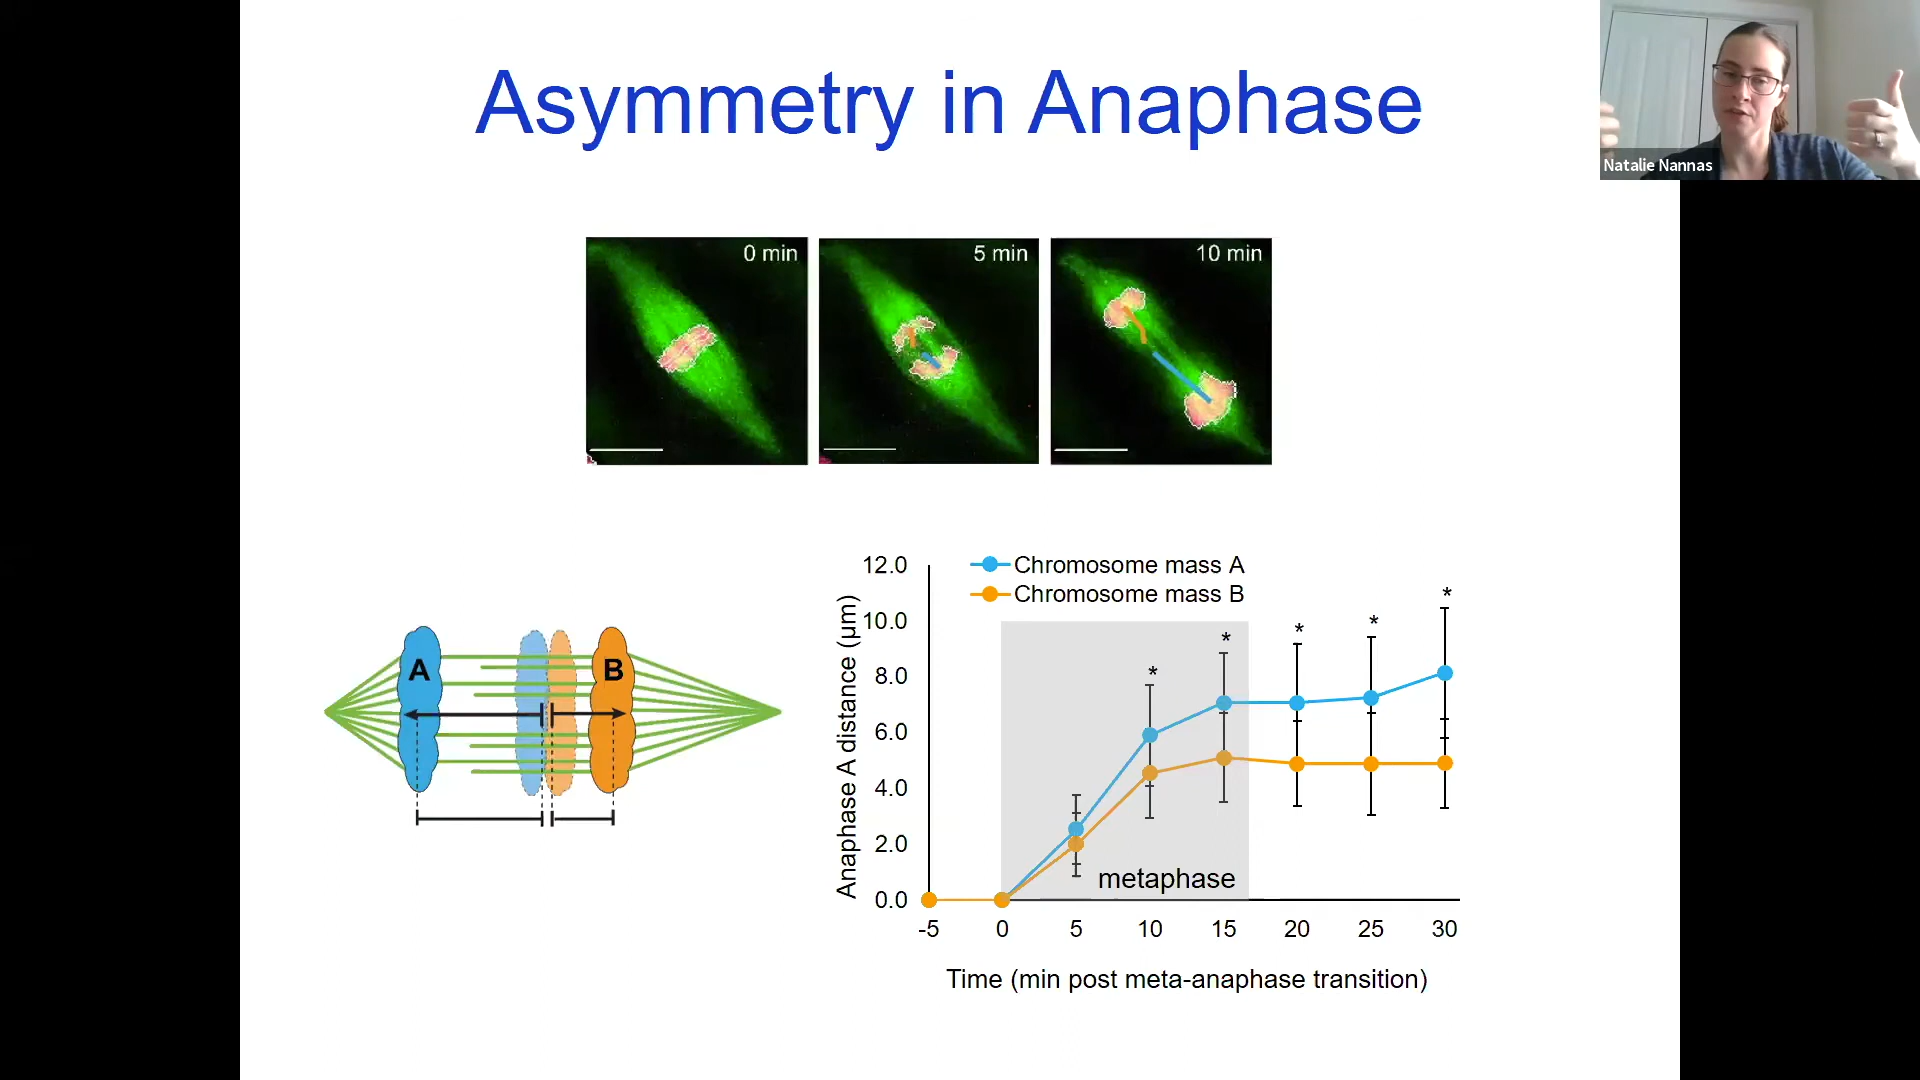 Asymmetry in Anaphase
Natalie Nannas
0 min
5 min
10 min
A
B
Chromosome mass A
Chromosome mass B
Anaphase A distance (μm)
12.0
10.0
8.0
6.0
4.0
2.0
0.0
*
*
*
*
*
metaphase
-5 0 5 10 15 20 25 30
Time (min post meta-anaphase transition)